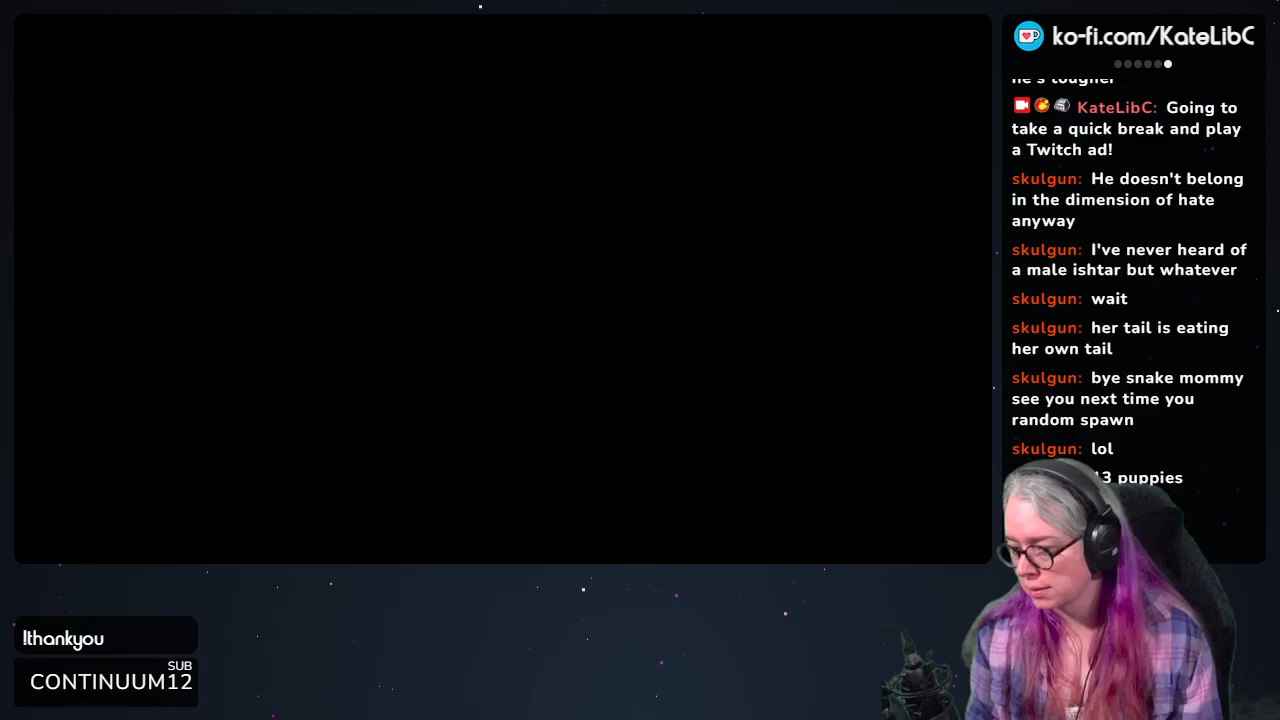 ko-fi.com/KateLibC
he's tougher
KateLibC: Going to
take a quick break and play
a Twitch ad!
skulgun: He doesn't belong
in the dimension of hate
anyway
skulgun: I've never heard of
a male ishtar but whatever
skulgun: wait
skulgun: her tail is eating
her own tail
skulgun: bye snake mommy
see you next time you
random spawn
skulgun: lol
puppies
!thankyou
SUB
CONTINUUM12